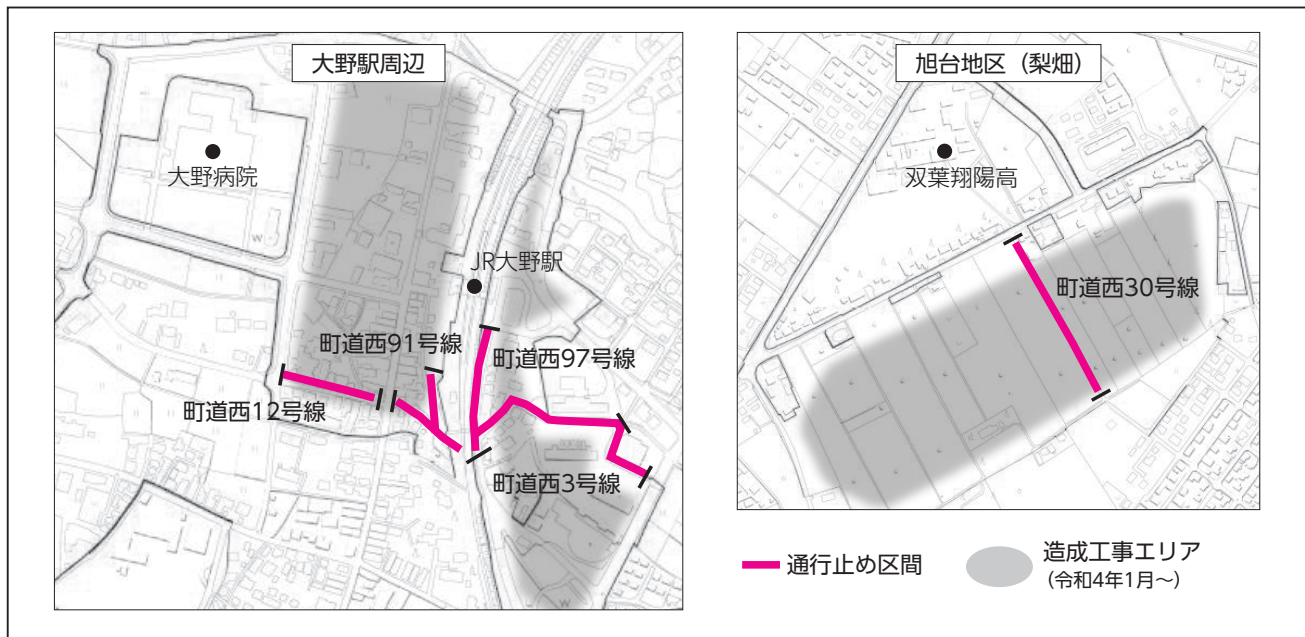 大野駅周辺
大野病院
JR大野駅
町道西91号線
町道西97号線
町道西12号線
町道西3号線
旭台地区（梨畑）
双葉翔陽高
町道西30号線
通行止め区間
造成工事エリア
（令和4年1月～）